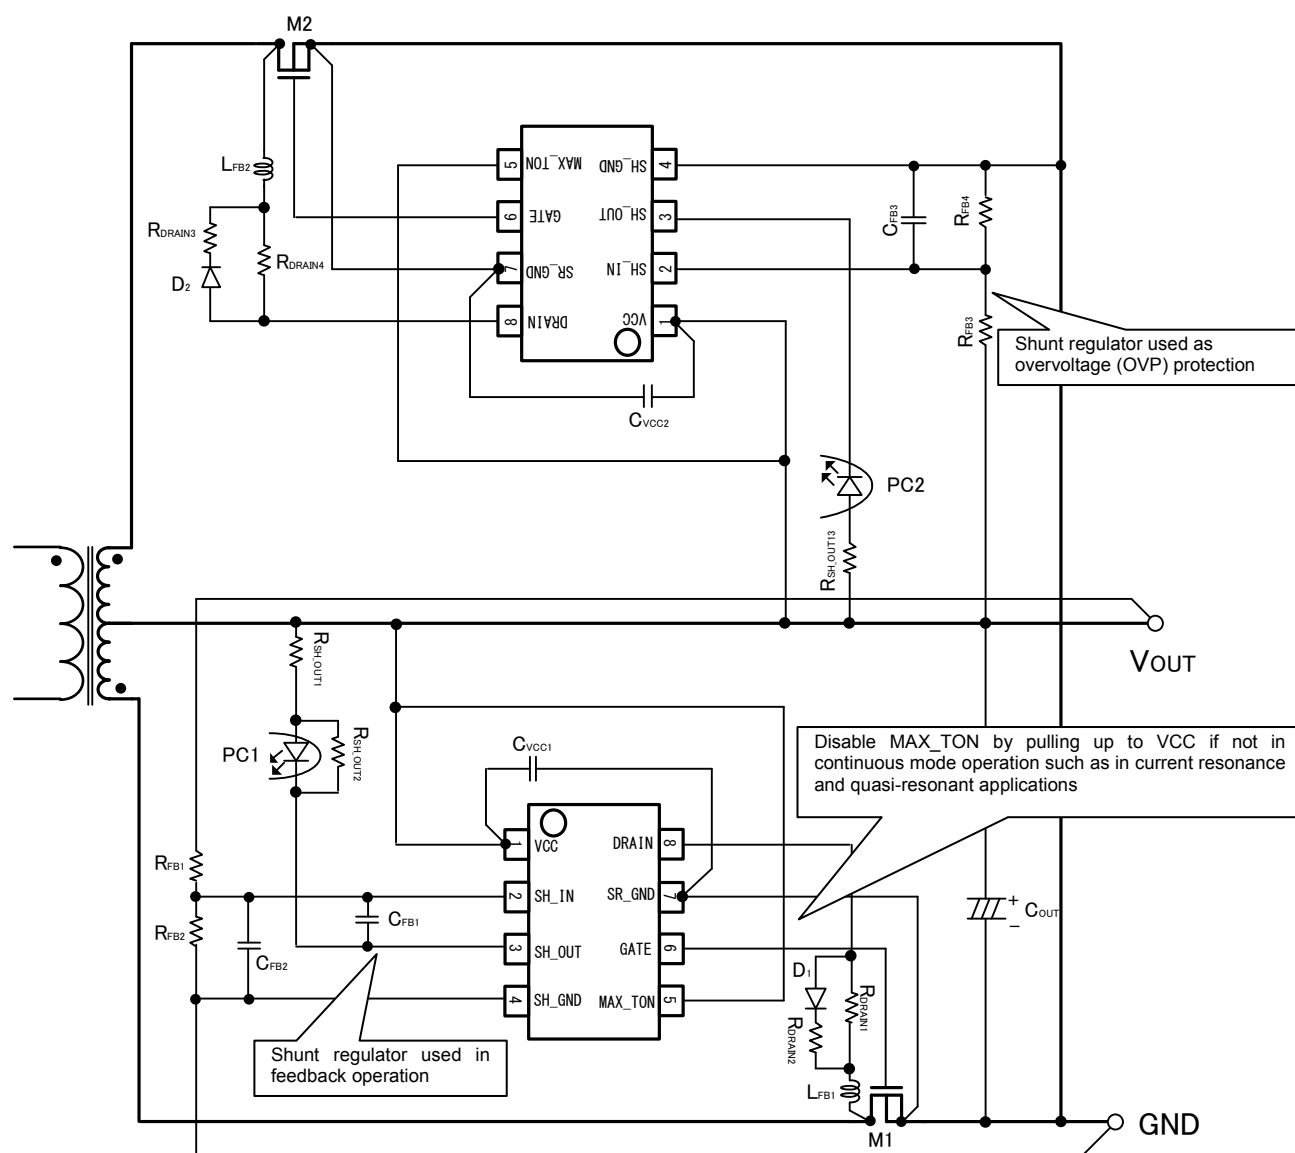 M2
LFB2
RDRAIN3
RDRAIN4
D2
5 MAX_TON
6 GATE
7 SR_GND
8 DRAIN
SH_GND 4
SH_OUT 3
SH_IN 2
VCC 1
CVCC2
CFB3
RFB4
RFB3
Shunt regulator used as
overvoltage (OVP) protection
PC2
RSH_OUT13
VOUT
RSH_OUT1
PC1
RSH_OUT2
CVCC1
Disable MAX_TON by pulling up to VCC if not in
continuous mode operation such as in current resonance
and quasi-resonant applications
1 VCC
2 SH_IN
3 SH_OUT
4 SH_GND
DRAIN 8
SR_GND 7
GATE 6
MAX_TON 5
RFB1
RFB2
CFB2
CFB1
Shunt regulator used in
feedback operation
D1
RDRAIN1
RDRAIN2
LFB1
M1
+
COUT
−
GND